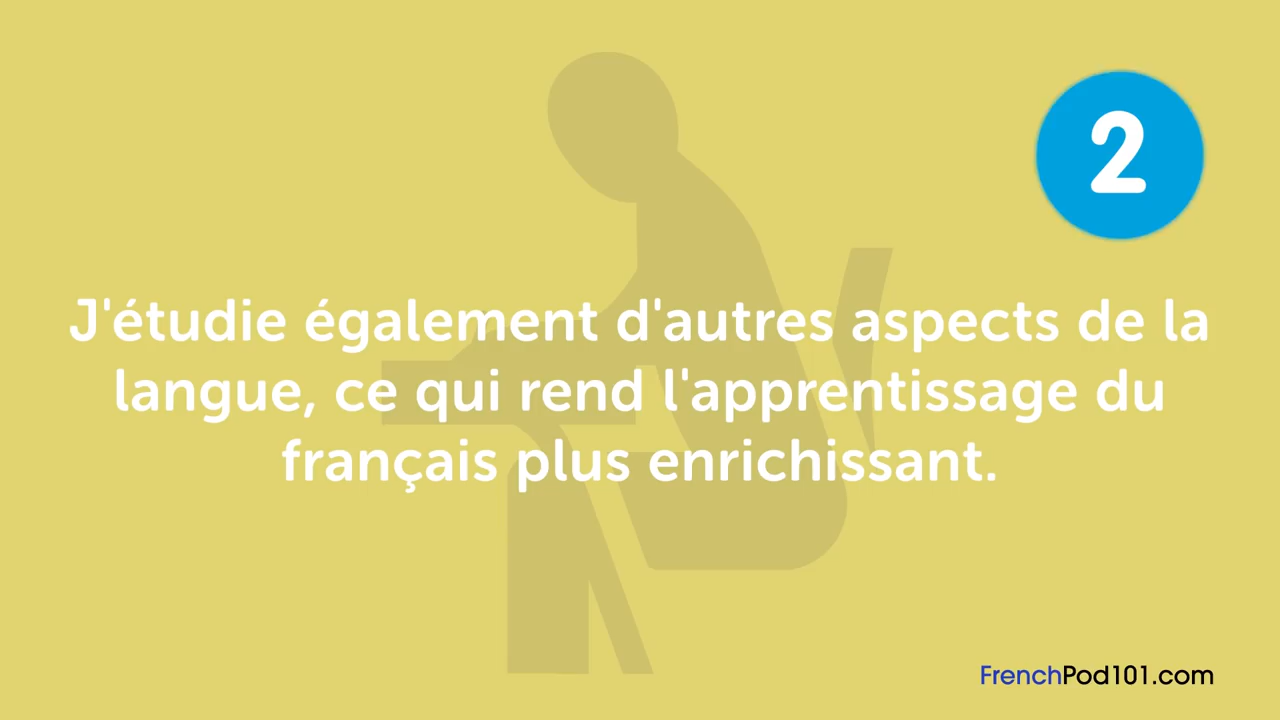 2
J'étudie également d'autres aspects de la
langue, ce qui rend l'apprentissage du
français plus enrichissant.
FrenchPod101.com